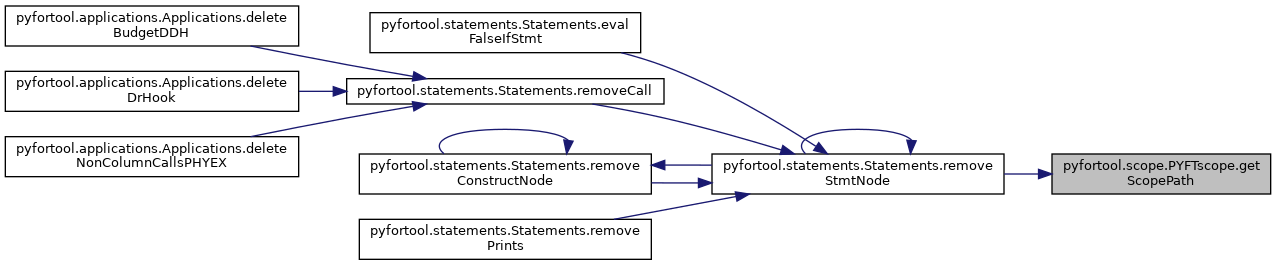 pyfortool.applications.Applications.delete
BudgetDDH
pyfortool.statements.Statements.eval
FalseIfStmt
pyfortool.applications.Applications.delete
DrHook
pyfortool.statements.Statements.removeCall
pyfortool.applications.Applications.delete
NonColumnCallsPHYEX
pyfortool.statements.Statements.remove
ConstructNode
pyfortool.statements.Statements.remove
StmtNode
pyfortool.scope.PYFTscope.get
ScopePath
pyfortool.statements.Statements.remove
Prints